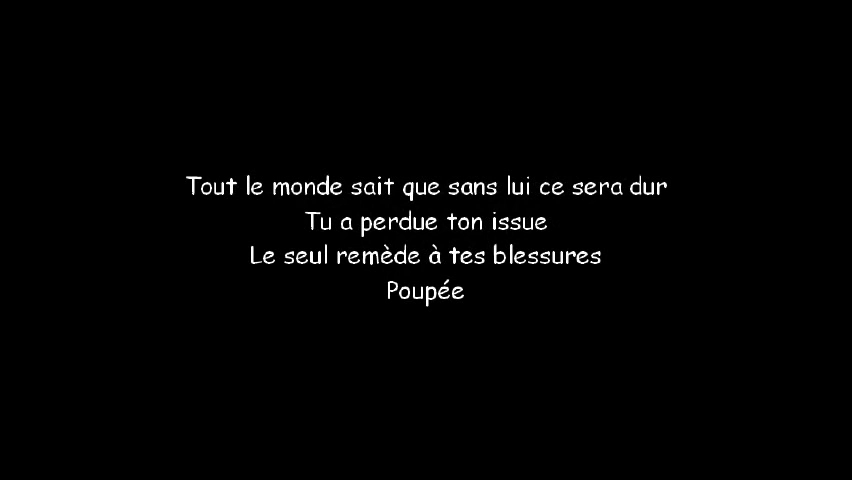 Tout le monde sait que sans lui ce sera dur
Tu a perdue ton issue
Le seul remède à tes blessures
Poupée